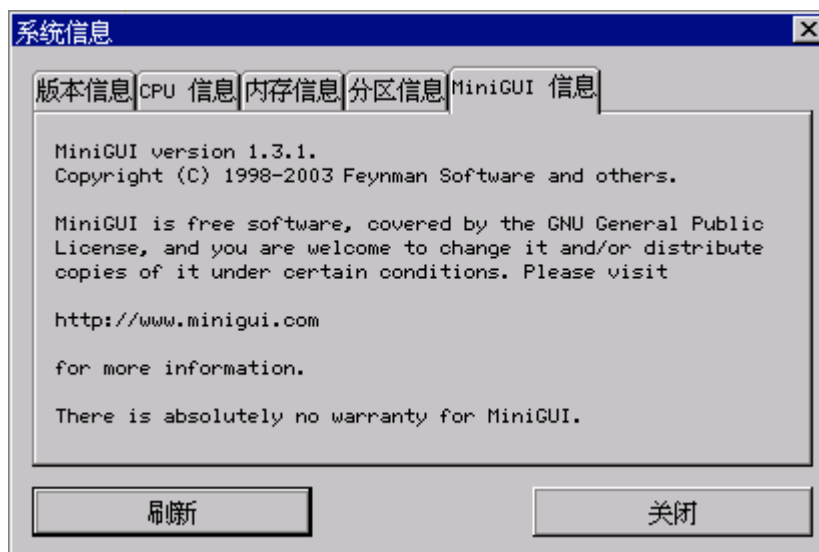 系统信息
版本信息 CPU 信息 内存信息 分区信息 MiniGUI 信息
MiniGUI version 1.3.1.
Copyright (C) 1998-2003 Feynman Software and others.
MiniGUI is free software, covered by the GNU General Public
License, and you are welcome to change it and/or distribute
copies of it under certain conditions. Please visit
http://www.minigui.com
for more information.
There is absolutely no warranty for MiniGUI.
刷新 关闭